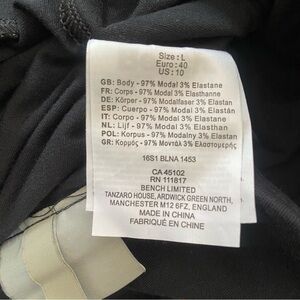 Size: L
Euro: 40
US: 10
GB: Body - 97% Modal 3% Elastane
FR: Corps - 97% Modal 3% Elasthanne
DE: Körper - 97% Modalfaser 3% Elastan
ESP: Cuerpo - 97% Modal 3% Elastán
IT: Corpo - 97% Modal 3% Elastane
NL: Lijf - 97% Modal 3% Elasthan
POL: Korpus - 97% Modal 3% Elastan
GR: Κορμός - 97% Μοντάλ 3% Ελαστομερής
16S1 BLNA 1453
CA 45102
RN 111817
BENCH LIMITED
TANZARO HOUSE, ARDWICK GREEN NORTH,
MANCHESTER M12 6FZ, ENGLAND
MADE IN CHINA
FABRIQUÉ EN CHINE